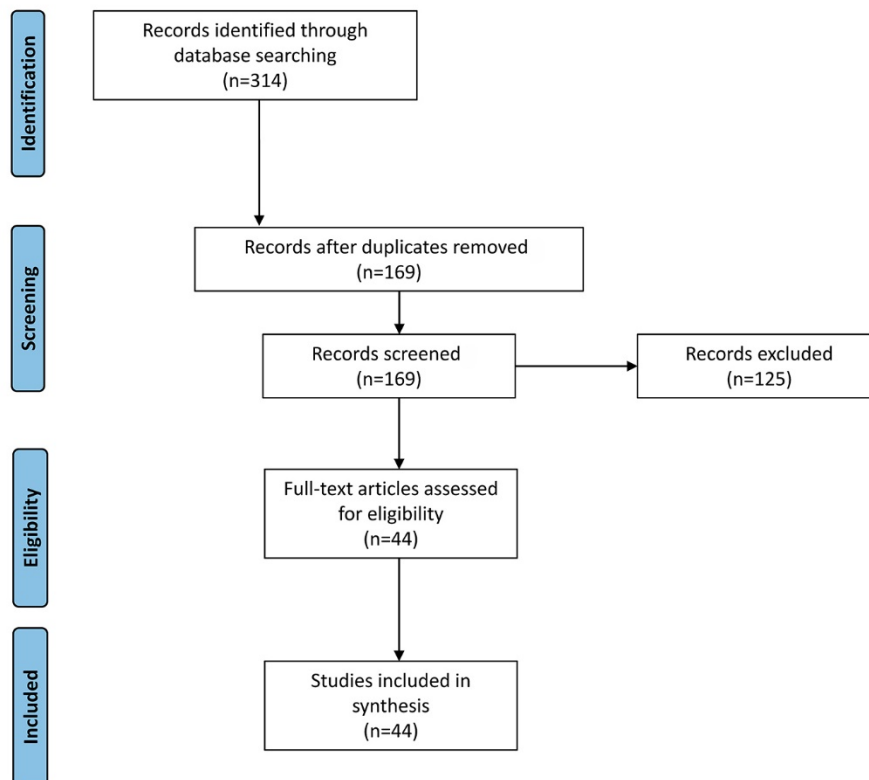 Identification
Records identified through
database searching
(n=314)
Screening
Records after duplicates removed
(n=169)
Records screened
(n=169)
Records excluded
(n=125)
Eligibility
Full-text articles assessed
for eligibility
(n=44)
Included
Studies included in
synthesis
(n=44)